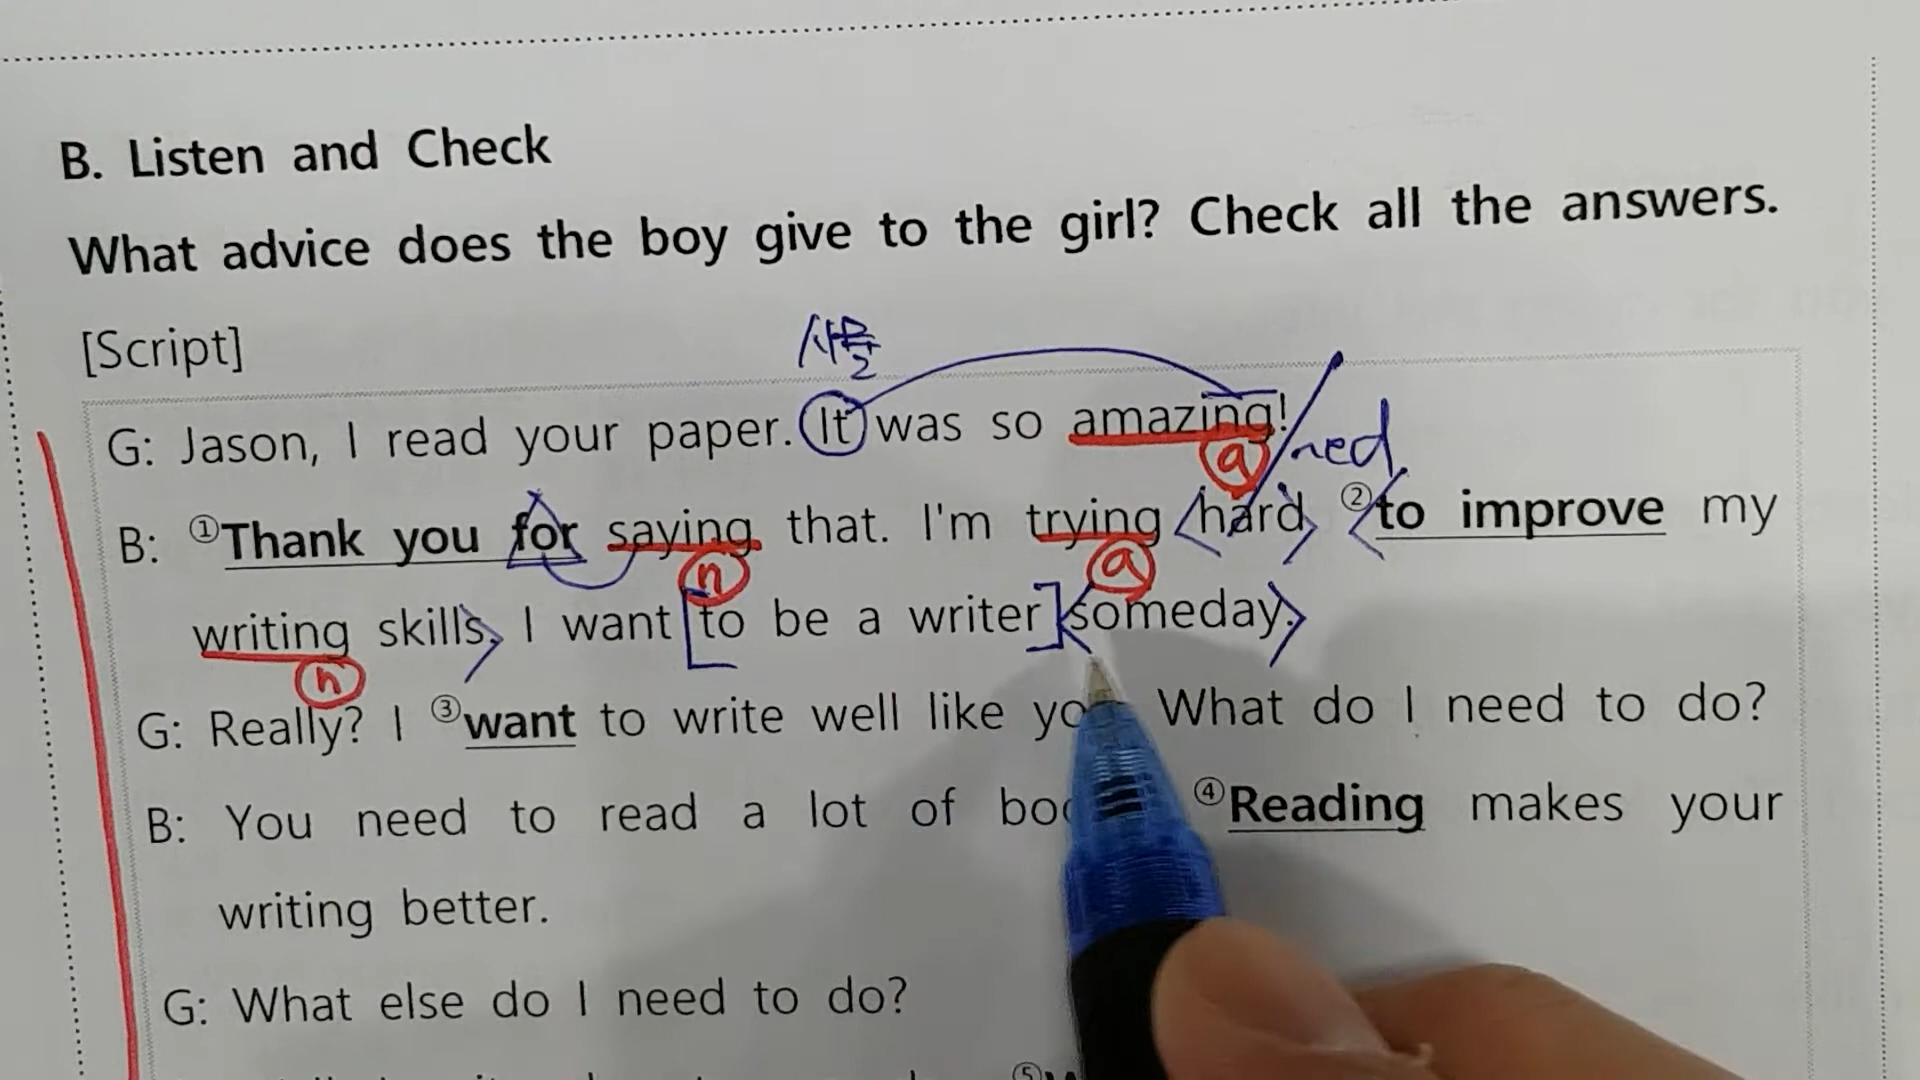 B. Listen and Check
What advice does the boy give to the girl? Check all the answers.
[Script]
사물
G: Jason, I read your paper. It was so amazing!
ⓐ ned
B: ①Thank you for saying that. I'm trying hard ②to improve my
ⓝ ⓐ
writing skills, I want [to be a writer] someday.
ⓝ
G: Really? I ③want to write well like What do I need to do?
B: You need to read a lot of ④Reading makes your
writing better.
G: What else do I need to do?
⑤